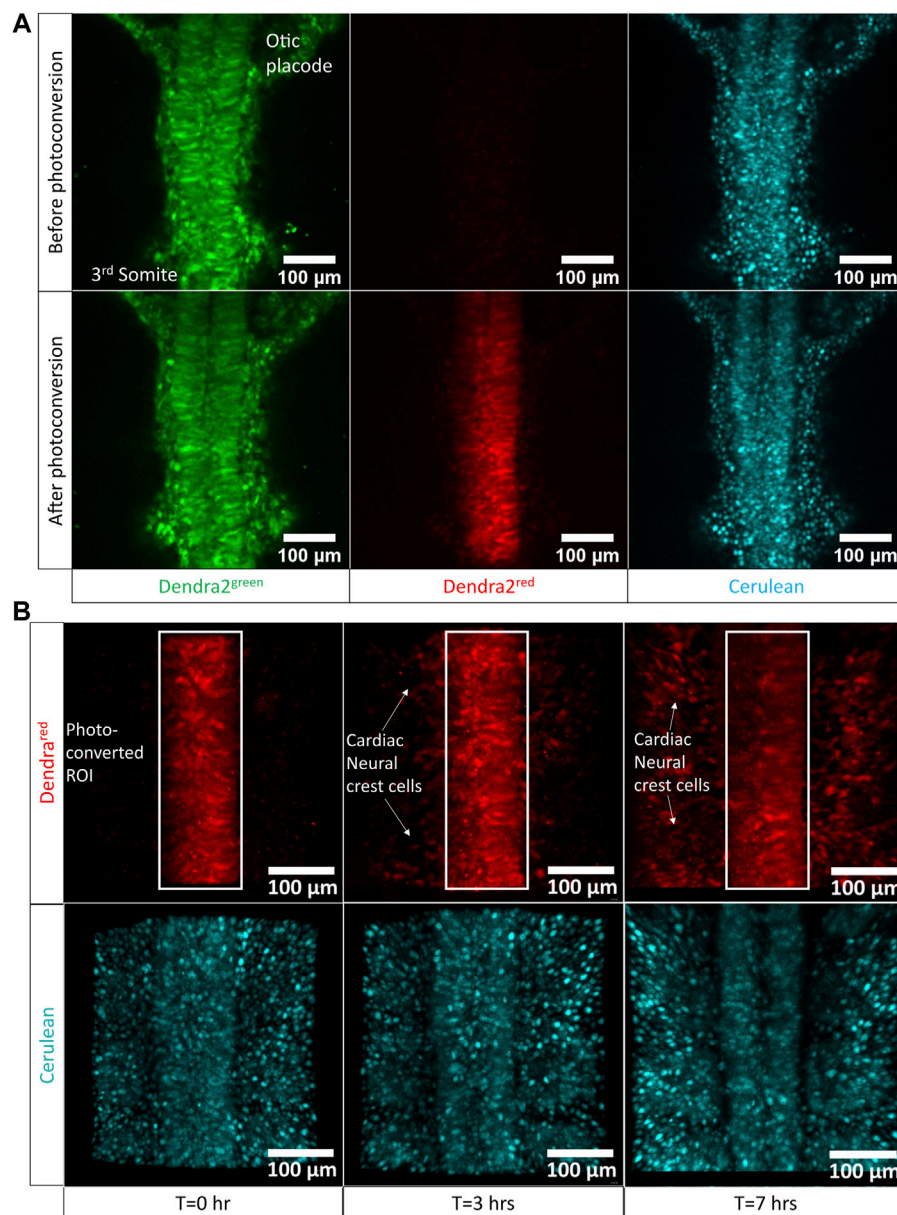 A
Before photoconversion
Otic
placode
3rd Somite
100 µm
100 µm
100 µm
After photoconversion
100 µm
100 µm
100 µm
Dendra2green
Dendra2red
Cerulean
B
Dendrared
Photo-
converted
ROI
100 µm
Cardiac
Neural
crest cells
100 µm
Cardiac
Neural
crest cells
100 µm
Cerulean
100 µm
100 µm
100 µm
T=0 hr
T=3 hrs
T=7 hrs